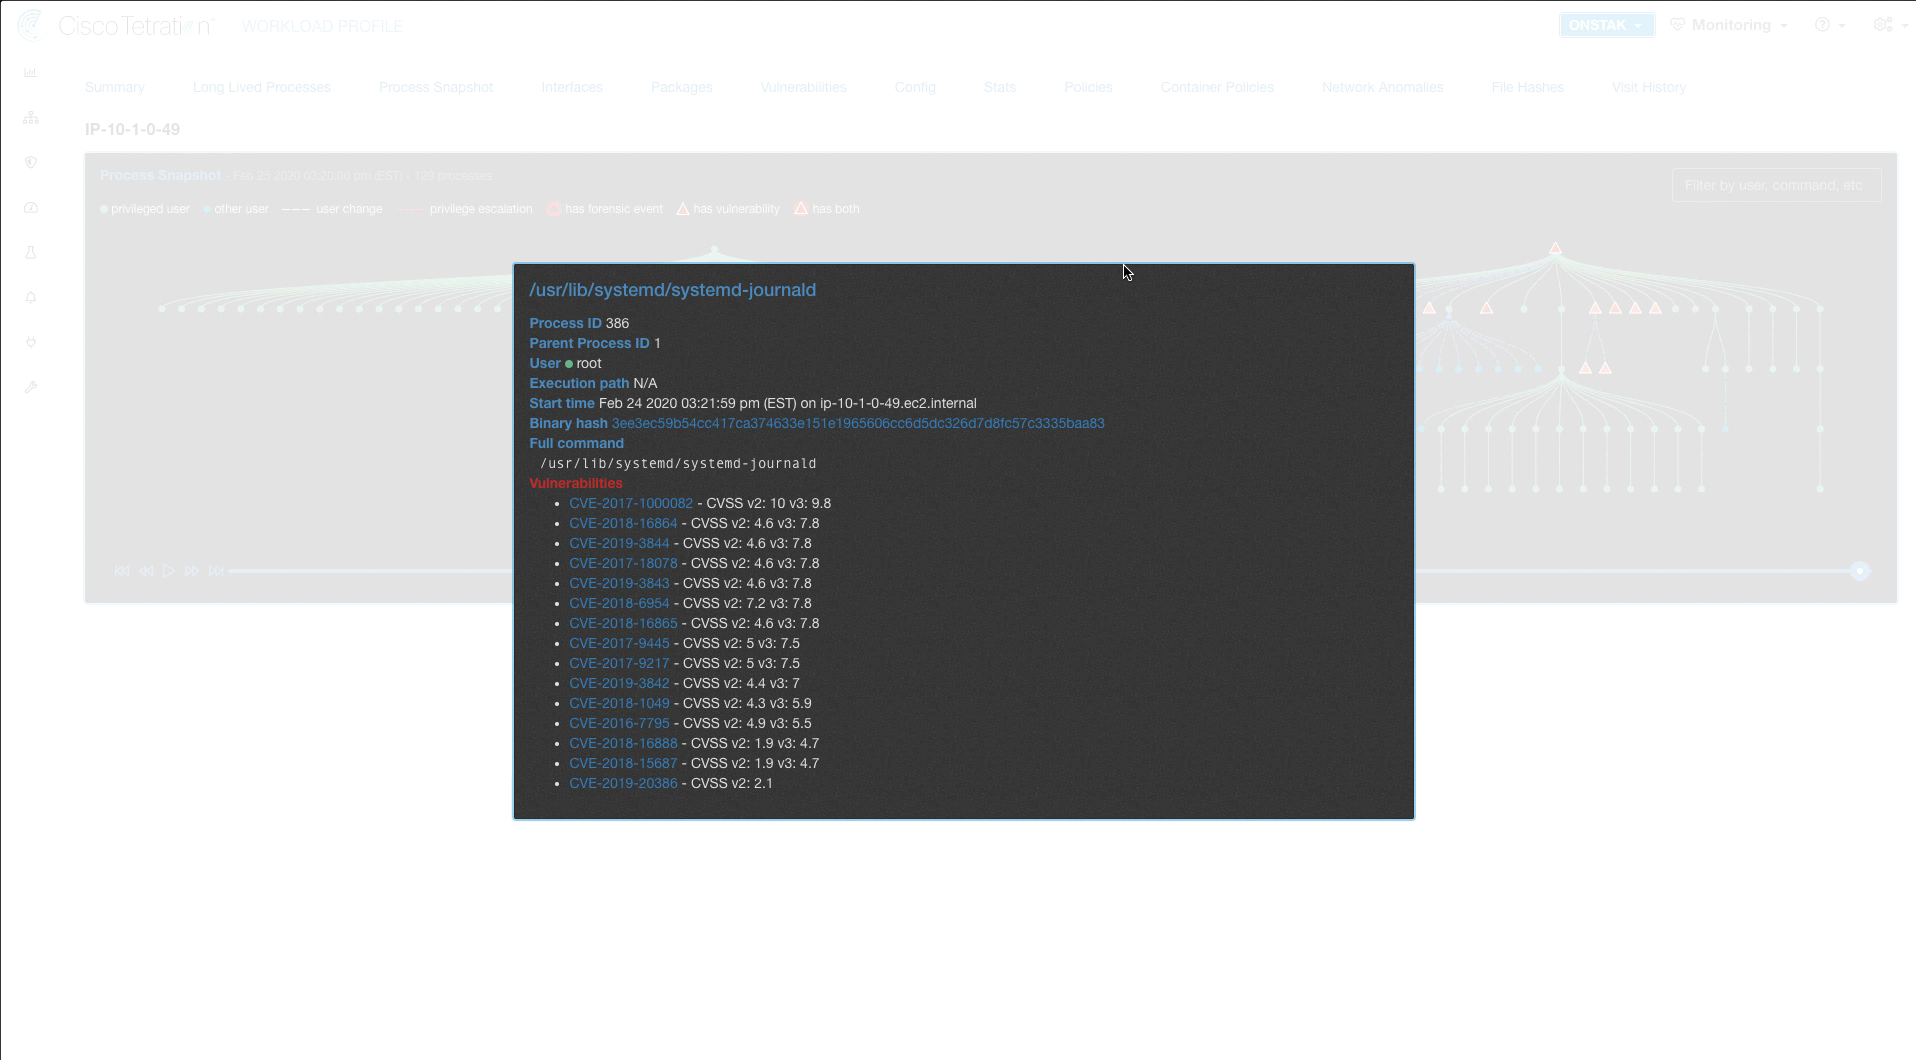 Cisco Tetration™ WORKLOAD PROFILE ONSTAK Monitoring
Summary Long Lived Processes Process Snapshot Interfaces Packages Vulnerabilities Config Stats Policies Container Policies Network Anomalies File Hashes Visit History
IP-10-1-0-49
Process Snapshot - Feb 25 2020 03:20:00 pm (EST) - 129 processes
Filter by user, command, etc
privileged user other user user change privilege escalation has forensic event has vulnerability has both
/usr/lib/systemd/systemd-journald
Process ID 386
Parent Process ID 1
User root
Execution path N/A
Start time Feb 24 2020 03:21:59 pm (EST) on ip-10-1-0-49.ec2.internal
Binary hash 3ee3ec59b54cc417ca374633e151e1965606cc6d5dc326d7d8fc57c3335baa83
Full command
/usr/lib/systemd/systemd-journald
Vulnerabilities
• CVE-2017-1000082 - CVSS v2: 10 v3: 9.8
• CVE-2018-16864 - CVSS v2: 4.6 v3: 7.8
• CVE-2019-3844 - CVSS v2: 4.6 v3: 7.8
• CVE-2017-18078 - CVSS v2: 4.6 v3: 7.8
• CVE-2019-3843 - CVSS v2: 4.6 v3: 7.8
• CVE-2018-6954 - CVSS v2: 7.2 v3: 7.8
• CVE-2018-16865 - CVSS v2: 4.6 v3: 7.8
• CVE-2017-9445 - CVSS v2: 5 v3: 7.5
• CVE-2017-9217 - CVSS v2: 5 v3: 7.5
• CVE-2019-3842 - CVSS v2: 4.4 v3: 7
• CVE-2018-1049 - CVSS v2: 4.3 v3: 5.9
• CVE-2016-7795 - CVSS v2: 4.9 v3: 5.5
• CVE-2018-16888 - CVSS v2: 1.9 v3: 4.7
• CVE-2018-15687 - CVSS v2: 1.9 v3: 4.7
• CVE-2019-20386 - CVSS v2: 2.1